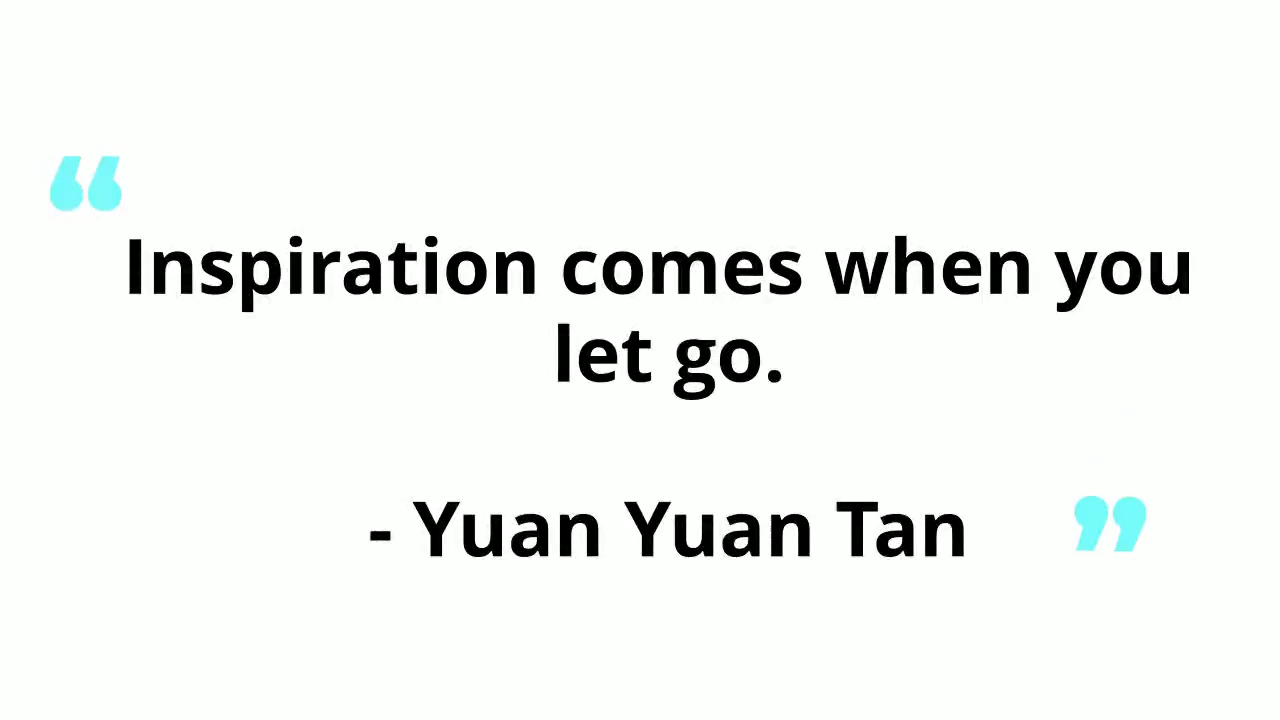 “
Inspiration comes when you
let go.
- Yuan Yuan Tan ”